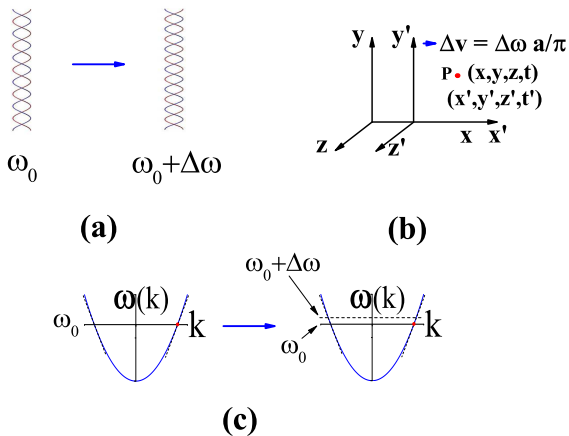 ω₀
ω₀+Δω
(a)
y
y'
Δv = Δω a/π
P
(x,y,z,t)
(x',y',z',t')
z
z'
x
x'
(b)
ω₀+Δω
ω(k)
ω₀
k
ω(k)
k
ω₀
(c)